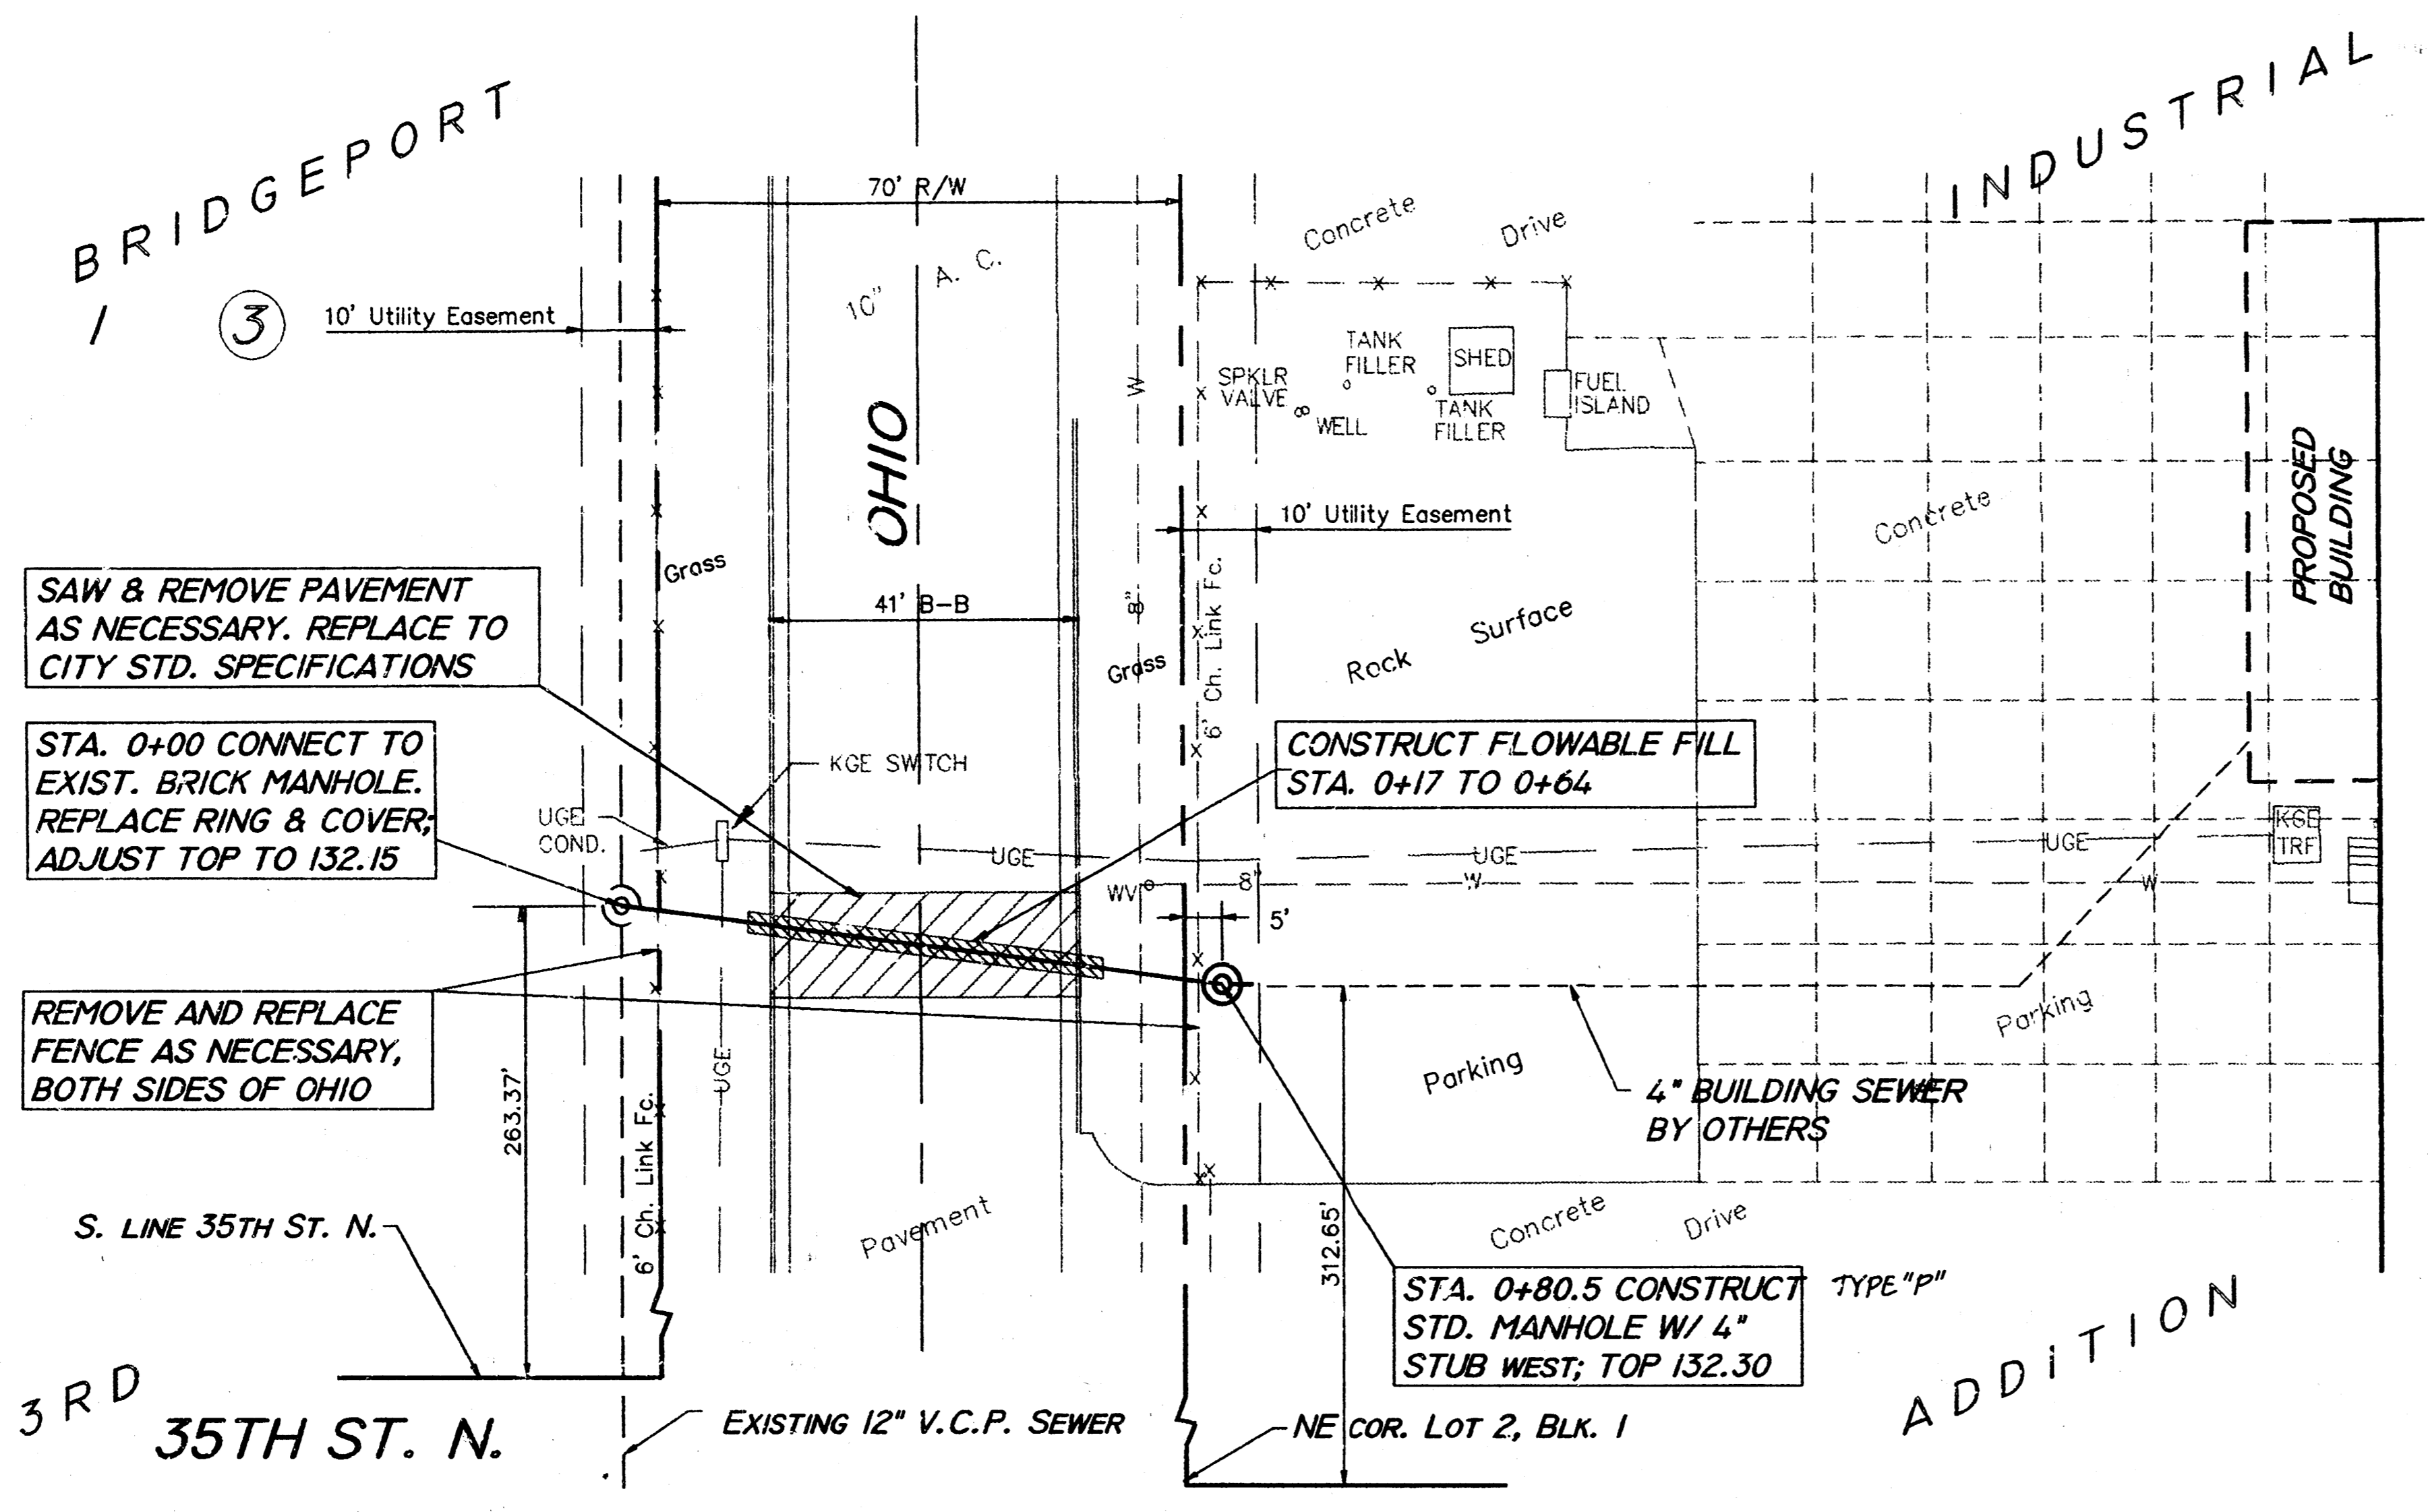 BRIDGEPORT
INDUSTRIAL
1
3
10' Utility Easement
70' R/W
10" A. C.
OHIO
Concrete Drive
W
SPKLR
VALVE
TANK
FILLER
SHED
WELL
TANK
FILLER
FUEL
ISLAND
10' Utility Easement
Concrete
PROPOSED
BUILDING
Grass
41' B-B
8"
Grass
6' Ch. Link Fc.
Rock Surface
SAW & REMOVE PAVEMENT
AS NECESSARY. REPLACE TO
CITY STD. SPECIFICATIONS
STA. 0+00 CONNECT TO
EXIST. BRICK MANHOLE.
REPLACE RING & COVER;
ADJUST TOP TO 132.15
KGE SWITCH
CONSTRUCT FLOWABLE FILL
STA. 0+17 TO 0+64
UGE
COND.
UGE
UGE
UGE
KGE
TRF
WV
8"
W
W
5'
REMOVE AND REPLACE
FENCE AS NECESSARY,
BOTH SIDES OF OHIO
263.37'
6' Ch. Link Fc.
UGE
Parking
Parking
4" BUILDING SEWER
BY OTHERS
S. LINE 35TH ST. N.
Pavement
312.65'
Concrete Drive
STA. 0+80.5 CONSTRUCT TYPE "P"
STD. MANHOLE W/ 4"
STUB WEST; TOP 132.30
3RD
35TH ST. N.
EXISTING 12" V.C.P. SEWER
NE COR. LOT 2, BLK. 1
ADDITION